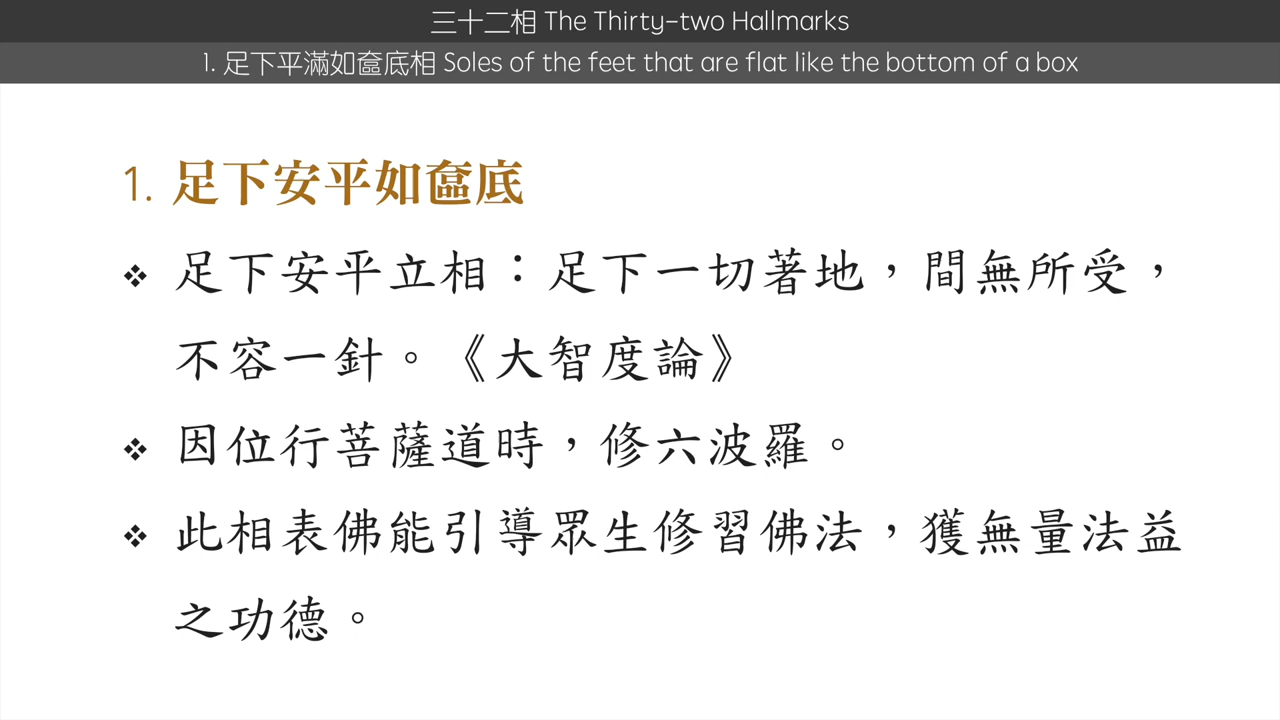 三十二相 The Thirty-two Hallmarks
1. 足下平滿如奩底相 Soles of the feet that are flat like the bottom of a box
1. 足下安平如奩底
❖ 足下安平立相：足下一切著地，間無所受，
不容一針。《大智度論》
❖ 因位行菩薩道時，修六波羅。
❖ 此相表佛能引導眾生修習佛法，獲無量法益
之功德。